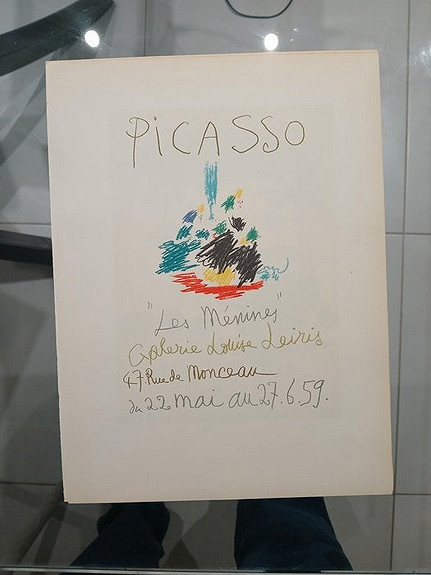 PICASSO
"Les Ménines"
Galerie Louise Leiris
47. Rue de Monceau
du 22 mai au 27.6.59.